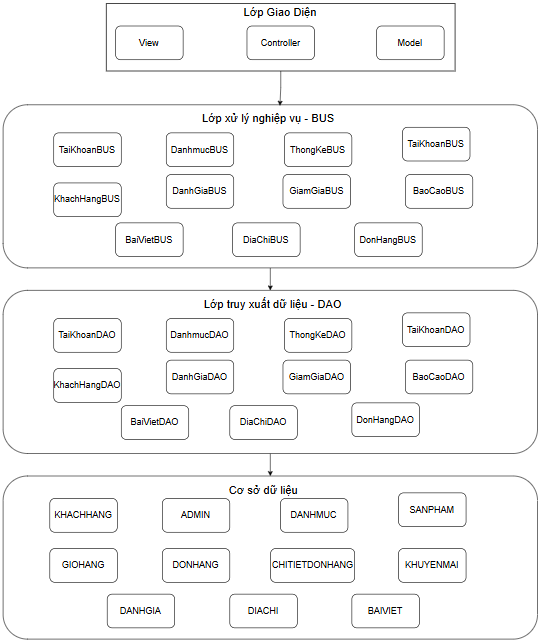 Lớp Giao Diện
View
Controller
Model
Lớp xử lý nghiệp vụ - BUS
TaiKhoanBUS
DanhmucBUS
ThongKeBUS
TaiKhoanBUS
KhachHangBUS
DanhGiaBUS
GiamGiaBUS
BaoCaoBUS
BaiVietBUS
DiaChiBUS
DonHangBUS
Lớp truy xuất dữ liệu - DAO
TaiKhoanDAO
DanhmucDAO
ThongKeDAO
TaiKhoanDAO
KhachHangDAO
DanhGiaDAO
GiamGiaDAO
BaoCaoDAO
BaiVietDAO
DiaChiDAO
DonHangDAO
Cơ sở dữ liệu
KHACHHANG
ADMIN
DANHMUC
SANPHAM
GIOHANG
DONHANG
CHITIETDONHANG
KHUYENMAI
DANHGIA
DIACHI
BAIVIET